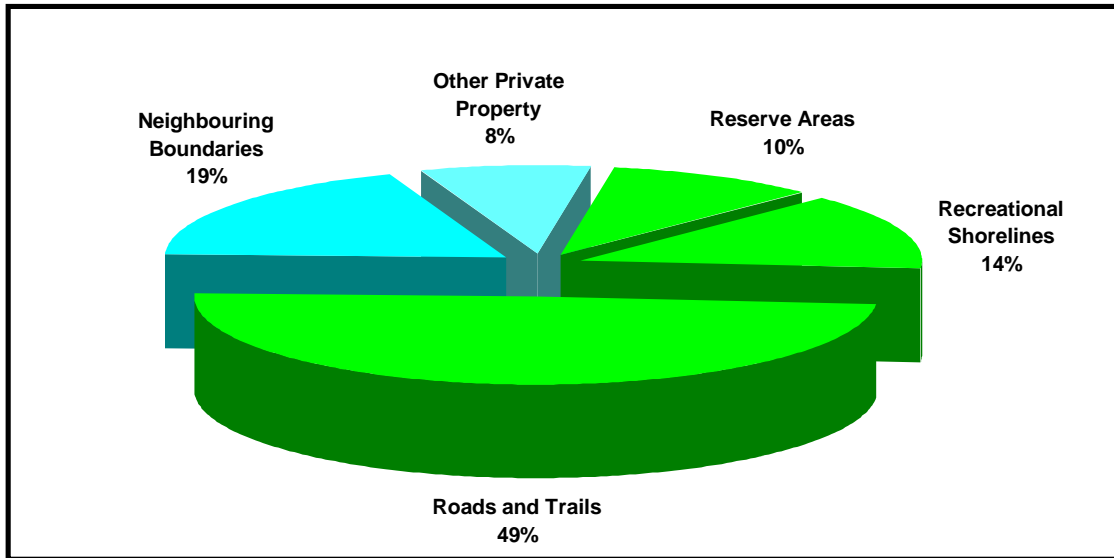 Other Private
Property
8%
Neighbouring
Boundaries
19%
Reserve Areas
10%
Recreational
Shorelines
14%
Roads and Trails
49%